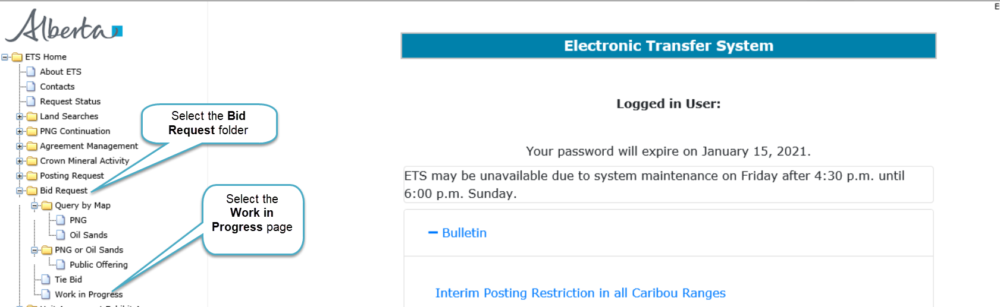 E
Alberta
ETS Home
About ETS
Contacts
Request Status
Land Searches
PNG Continuation
Agreement Management
Crown Mineral Activity
Posting Request
Bid Request
Query by Map
PNG
Oil Sands
PNG or Oil Sands
Public Offering
Tie Bid
Work in Progress
Select the Bid
Request folder
Select the
Work in
Progress page
Electronic Transfer System
Logged in User:
Your password will expire on January 15, 2021.
ETS may be unavailable due to system maintenance on Friday after 4:30 p.m. until
6:00 p.m. Sunday.
Bulletin
Interim Posting Restriction in all Caribou Ranges